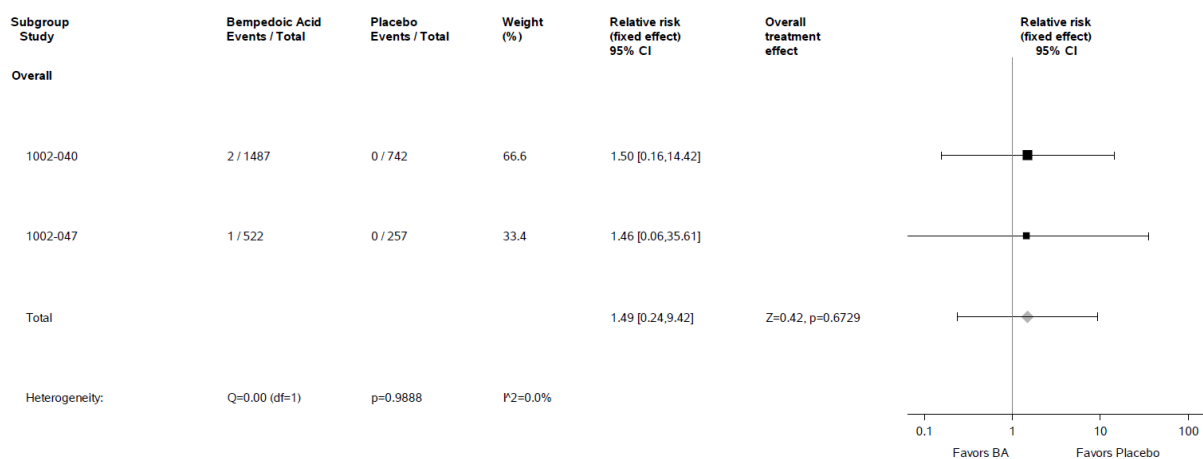 Subgroup Bempedoic Acid Placebo Weight Relative risk Overall Relative risk
Study Events / Total Events / Total (%) (fixed effect) treatment (fixed effect)
95% CI effect 95% CI
Overall
1002-040 2 / 1487 0 / 742 66.6 1.50 [0.16,14.42]
1002-047 1 / 522 0 / 257 33.4 1.46 [0.06,35.61]
Total 1.49 [0.24,9.42] Z=0.42, p=0.6729
Heterogeneity: Q=0.00 (df=1) p=0.9888 I^2=0.0%
0.1 1 10 100
Favors BA Favors Placebo